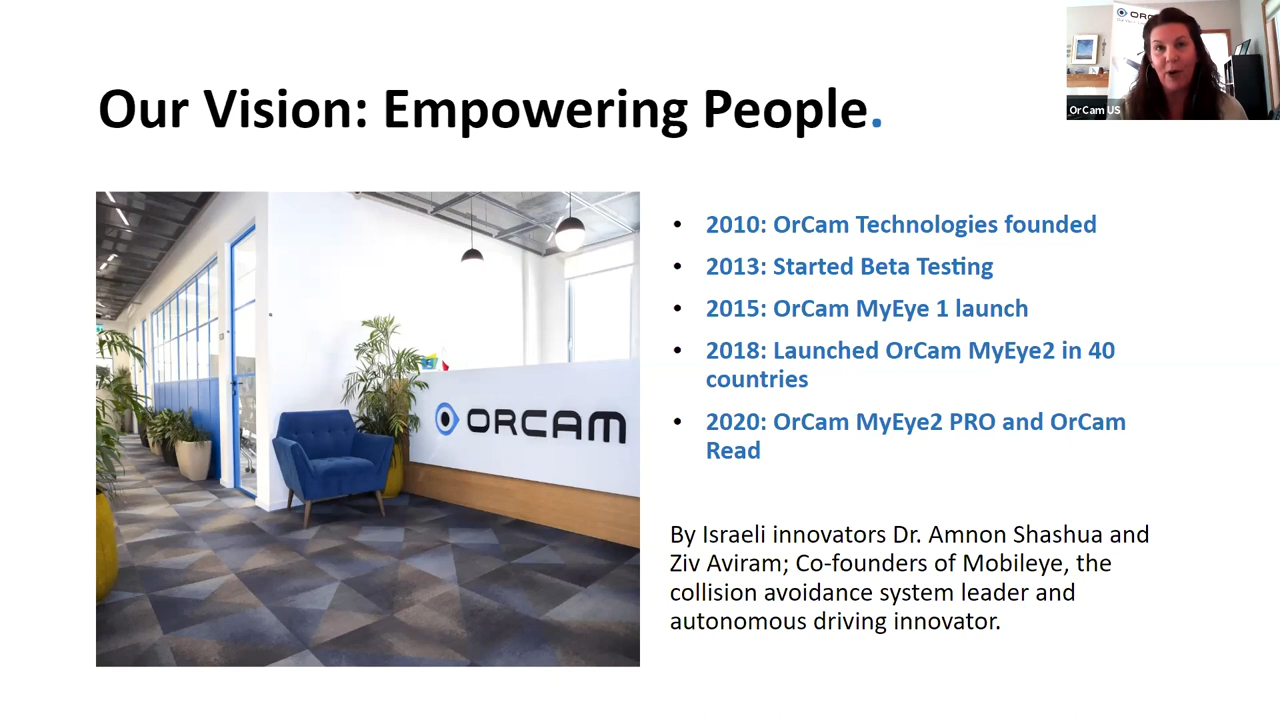 Our Vision: Empowering People.
OrCam US
• 2010: OrCam Technologies founded
• 2013: Started Beta Testing
• 2015: OrCam MyEye 1 launch
• 2018: Launched OrCam MyEye2 in 40
countries
• 2020: OrCam MyEye2 PRO and OrCam
Read
ORCAM
By Israeli innovators Dr. Amnon Shashua and
Ziv Aviram; Co-founders of Mobileye, the
collision avoidance system leader and
autonomous driving innovator.